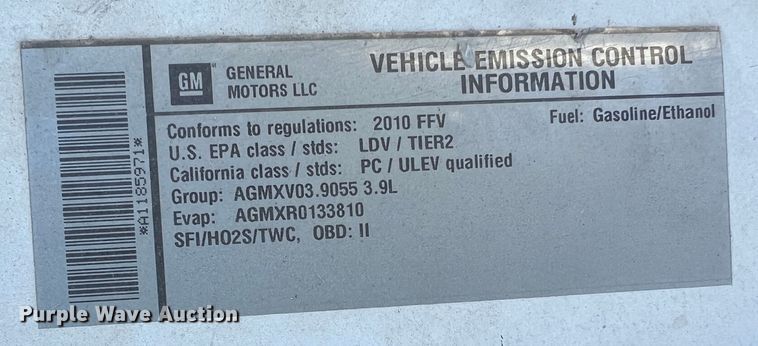 GM
GENERAL
MOTORS LLC
VEHICLE EMISSION CONTROL
INFORMATION
Conforms to regulations: 2010 FFV
Fuel: Gasoline/Ethanol
U.S. EPA class / stds: LDV / TIER2
California class / stds: PC / ULEV qualified
Group: AGMXV03.9055 3.9L
Evap: AGMXR0133810
SFI/HO2S/TWC, OBD: II
*A1185971*
Purple Wave Auction